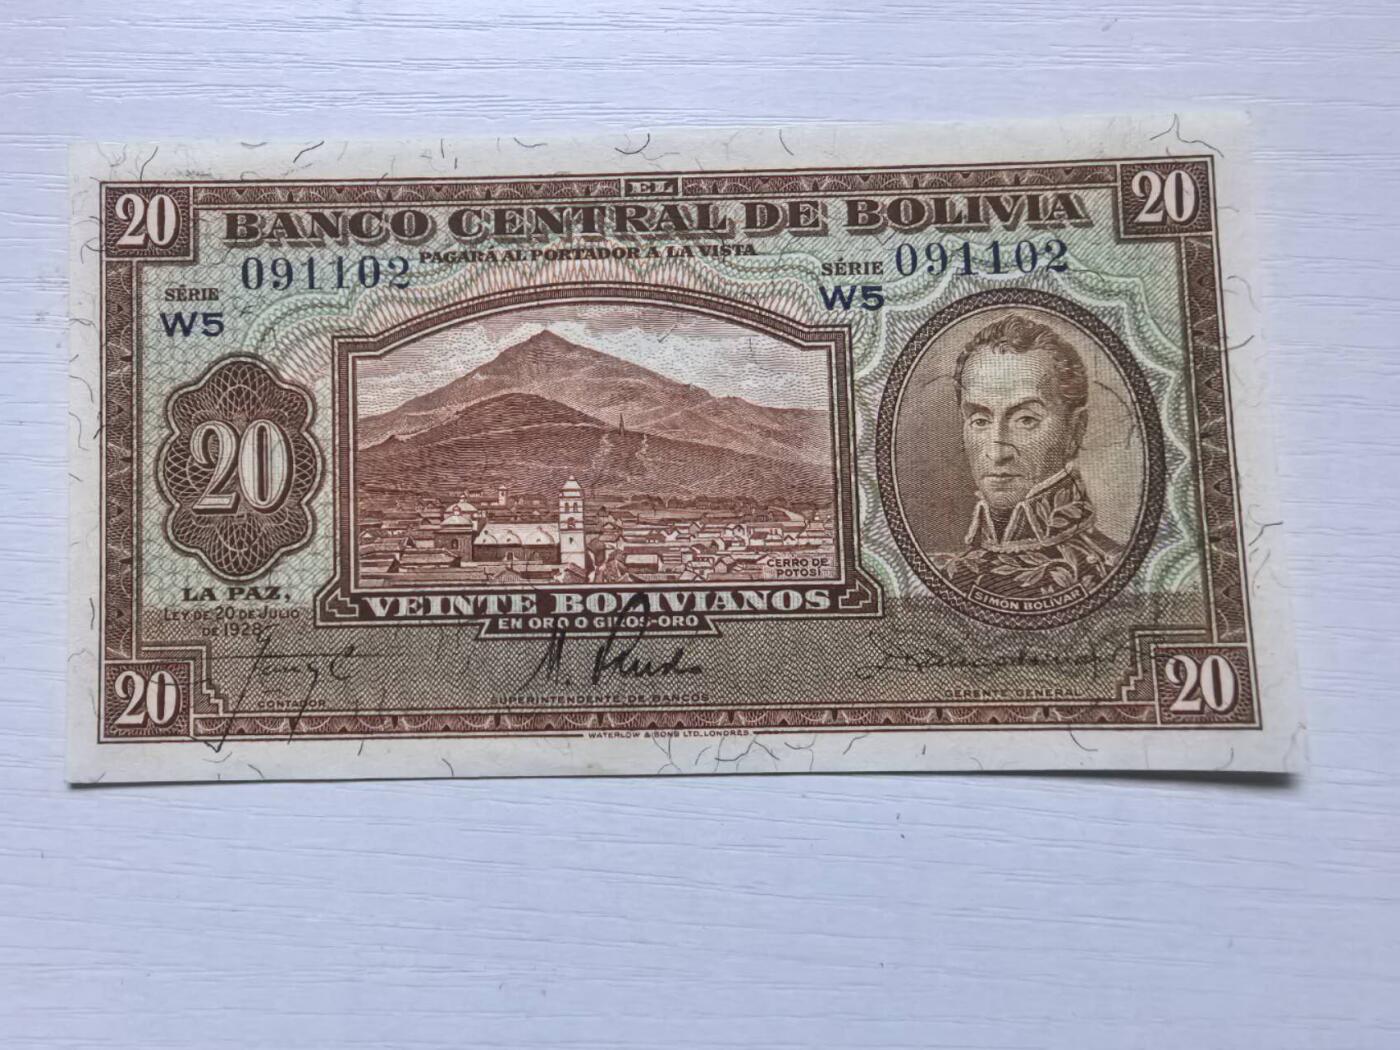 20
EL
20
BANCO CENTRAL DE BOLIVIA
PAGARÁ AL PORTADOR A LA VISTA
SÉRIE 091102
W5
SÉRIE 091102
W5
20
CERRO DE
POTOSÍ
SIMÓN BOLÍVAR
LA PAZ,
LEY DE 20 DE JULIO
DE 1928
VEINTE BOLIVIANOS
EN ORO O GIROS-ORO
CONTADOR
SUPERINTENDENTE DE BANCOS
GERENTE GENERAL
20
20
WATERLOW & SONS LTD. LONDRES.